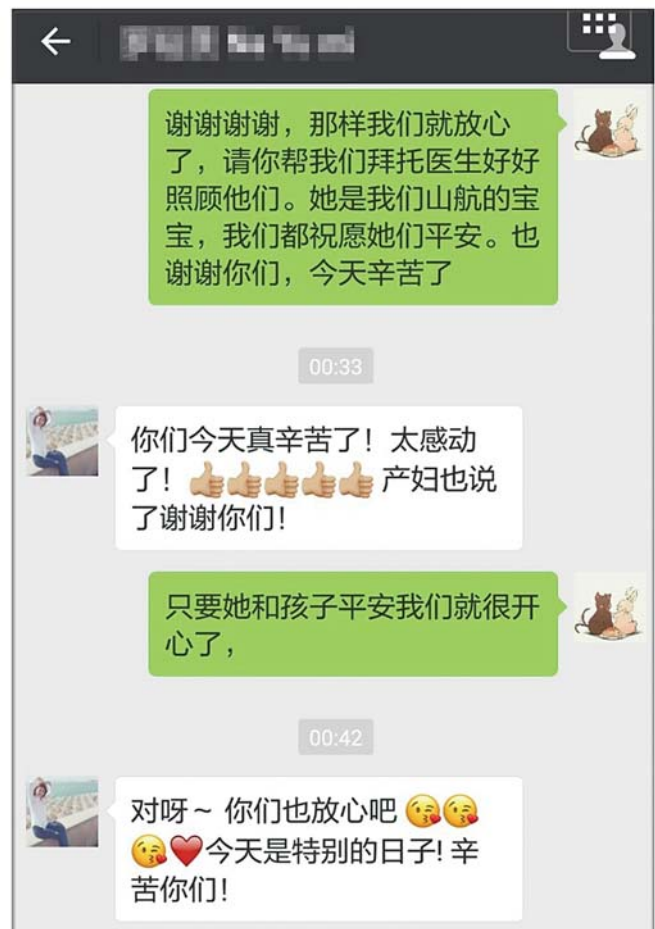 谢谢谢谢，那样我们就放心
了，请你帮我们拜托医生好好
照顾他们。她是我们山航的宝
宝，我们都祝愿她们平安。也
谢谢你们，今天辛苦了
00:33
你们今天真辛苦了！太感动
了！👍🏼👍🏼👍🏼👍🏼👍🏼产妇也说
了谢谢你们！
只要她和孩子平安我们就很开
心了，
00:42
对呀~ 你们也放心吧😘😘
😘❤️今天是特别的日子! 辛
苦你们！